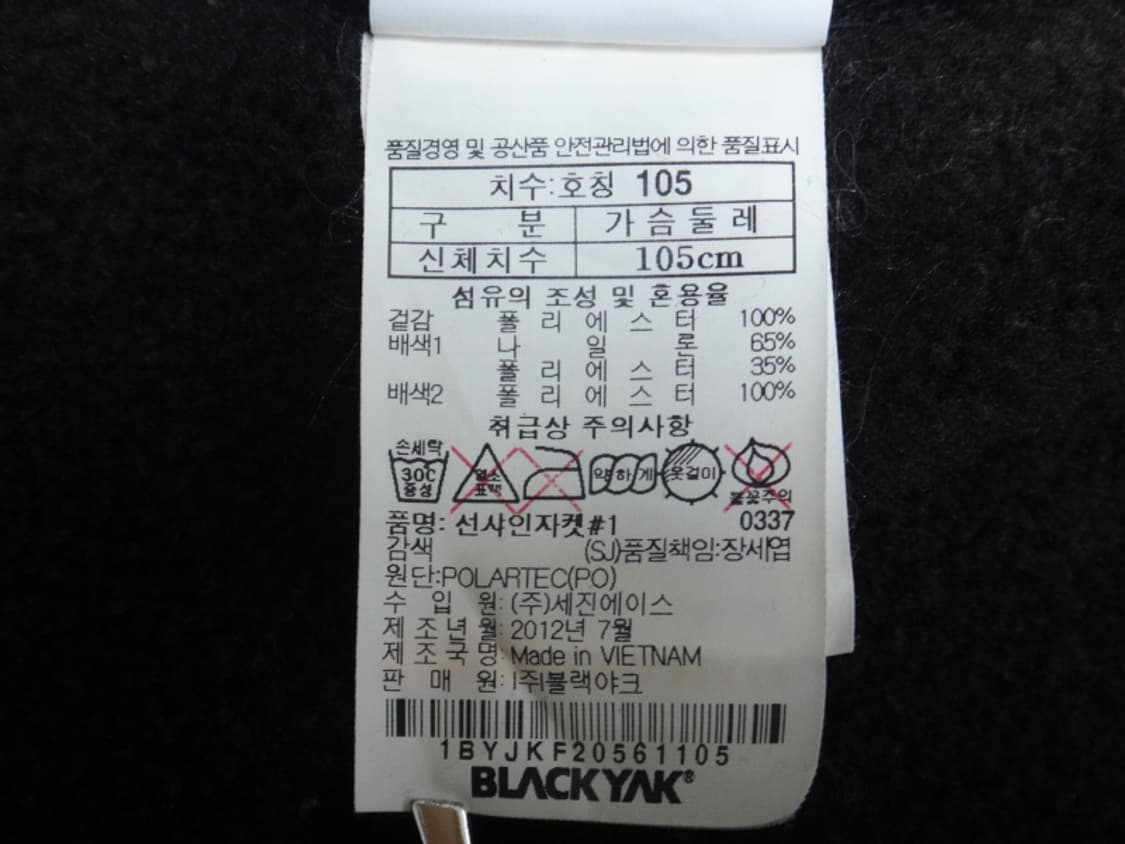 품질경영 및 공산품 안전관리법에 의한 품질표시
치수:호칭 105
구 분 가슴둘레
신체치수 105cm
섬유의 조성 및 혼용율
겉감 폴리에스터 100%
배색1 나일론 65%
폴리에스터 35%
배색2 폴리에스터 100%
취급상 주의사항
손세탁 30C 중성 염소표백 약하게 옷걸이 불꽃주의
품명: 선샤인자켓#1 0337
감색 (SJ)품질책임:장세엽
원단:POLARTEC(PO)
수 입 원: (주)세진에이스
제조년월: 2012년 7월
제조국명: Made in VIETNAM
판 매 원: (주)블랙야크
1BYJKF20561105
BLACKYAK®